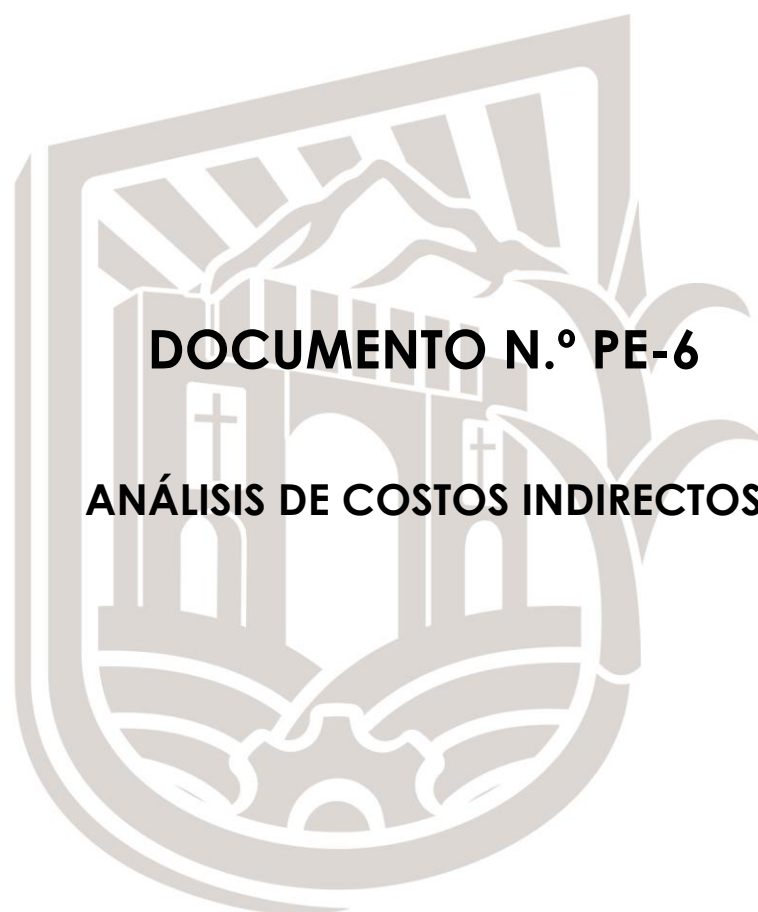 DOCUMENTO N.º PE-6
ANÁLISIS DE COSTOS INDIRECTOS